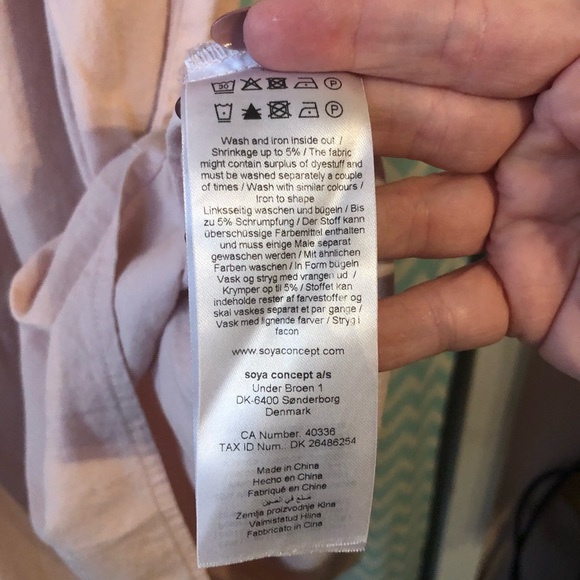 30 P
P
Wash and iron inside out /
Shrinkage up to 5% / The fabric
might contain surplus of dyestuff and
must be washed separately a couple
of times / Wash with similar colours /
Iron to shape
Linksseitig waschen und bügeln / Bis
zu 5% Schrumpfung / Der Stoff kann
überschüssige Färbemittel enthalten
und muss einige Male separat
gewaschen werden / Mit ähnlichen
Farben waschen / In Form bügeln
Vask og stryg med vrangen ud /
Krymper op til 5% / Stoffet kan
indeholde rester af farvestoffer og
skal vaskes separat et par gange /
Vask med lignende farver / Stryg i
facon
www.soyaconcept.com
soya concept a/s
Under Broen 1
DK-6400 Sønderborg
Denmark
CA Number: 40336
TAX ID Num.: DK 26486254
Made in China
Hecho en China
Fabriqué en Chine
صنع في الصين
Zemlja proizvodnje Kina
Valmistatud Hiina
Fabbricato in Cina